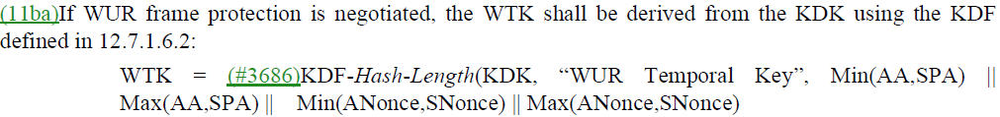 (11ba)If WUR frame protection is negotiated, the WTK shall be derived from the KDK using the KDF
defined in 12.7.1.6.2:
WTK = (#3686)KDF-Hash-Length(KDK, “WUR Temporal Key”, Min(AA,SPA) ||
Max(AA,SPA) || Min(ANonce,SNonce) || Max(ANonce,SNonce)